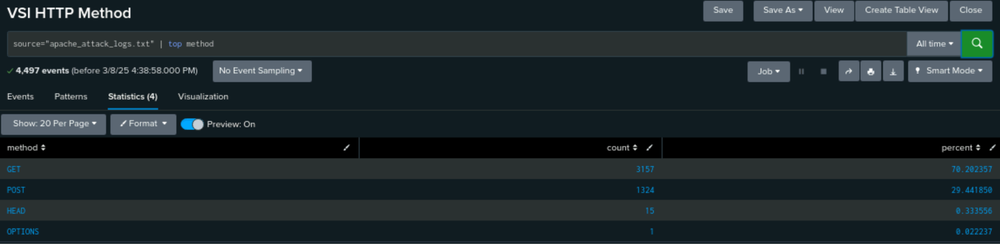 VSI HTTP Method
Save Save As View Create Table View Close
source="apache_attack_logs.txt" | top method
All time
4,497 events (before 3/8/25 4:38:58.000 PM) No Event Sampling Job Smart Mode
Events Patterns Statistics (4) Visualization
Show: 20 Per Page Format Preview: On
method count percent
GET 3157 70.202357
POST 1324 29.441850
HEAD 15 0.333556
OPTIONS 1 0.022237